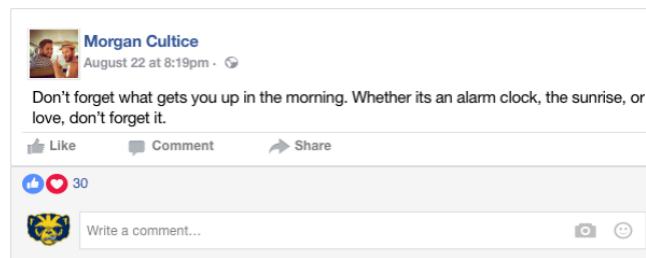 Morgan Cultice
August 22 at 8:19pm ·
Don't forget what gets you up in the morning. Whether its an alarm clock, the sunrise, or
love, don't forget it.
Like Comment Share
30
Write a comment...